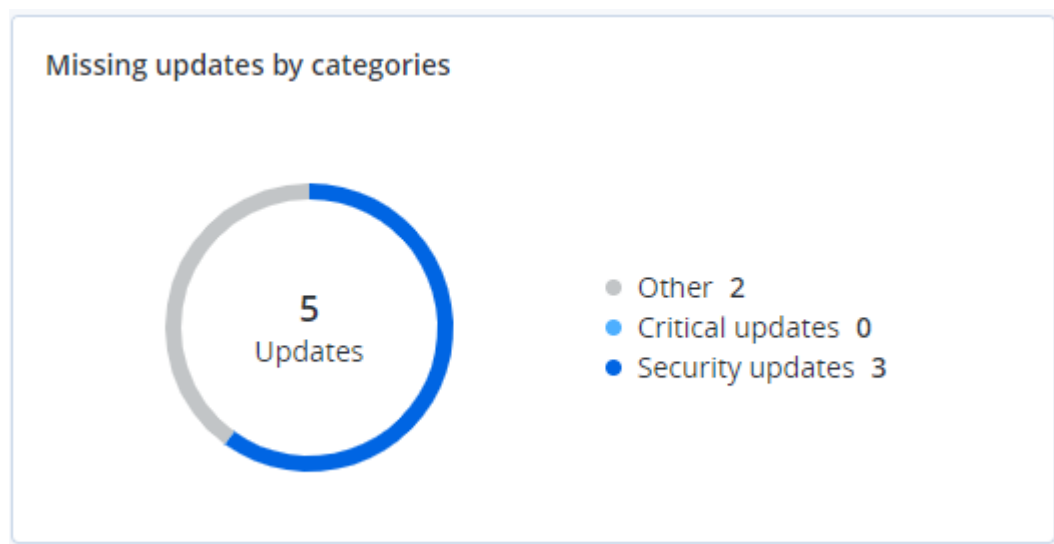 Missing updates by categories
5
Updates
Other 2
Critical updates 0
Security updates 3